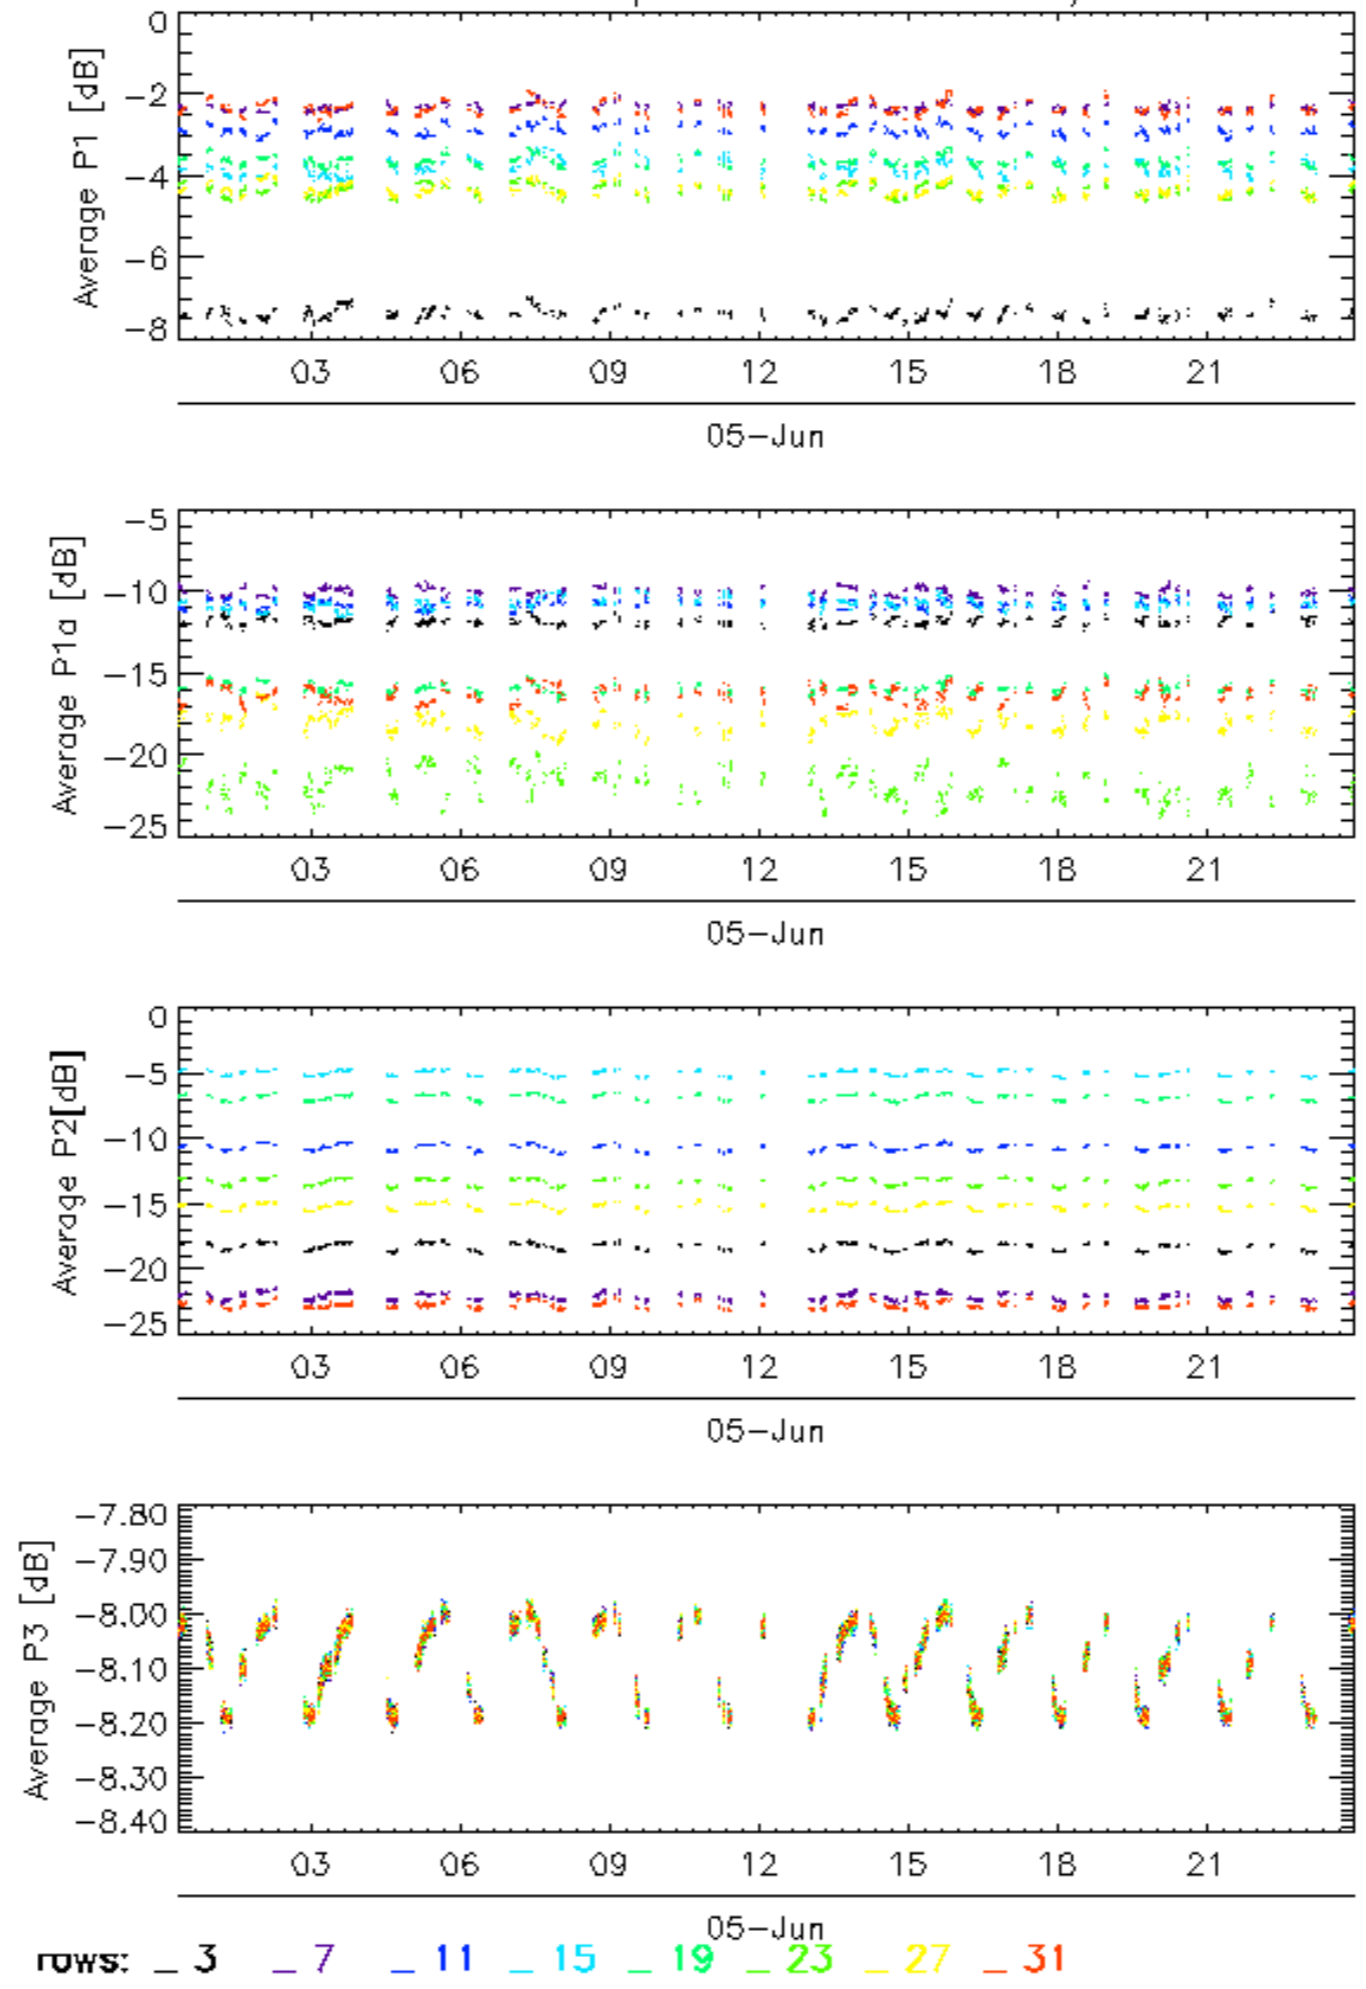 0
-2
-4
-6
-8
Average P1 [dB]
03 06 09 12 15 18 21
05-Jun
-5
-10
-15
-20
-25
Average P1a [dB]
03 06 09 12 15 18 21
05-Jun
0
-5
-10
-15
-20
-25
Average P2[dB]
03 06 09 12 15 18 21
05-Jun
-7.80
-7.90
-8.00
-8.10
-8.20
-8.30
-8.40
Average P3 [dB]
03 06 09 12 15 18 21
05-Jun
rows: _ 3 _ 7 _ 11 _ 15 _ 19 _ 23 _ 27 _ 31